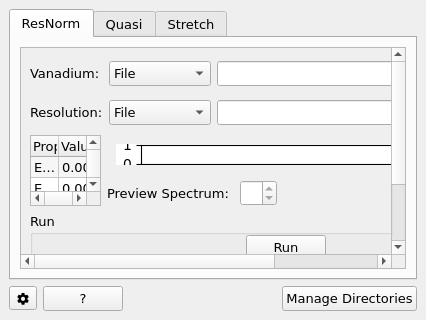 ResNorm Quasi Stretch
Vanadium: File
Resolution: File
Prop Valu
E... 0.00
E 0.00
1
0
Preview Spectrum:
Run
Run
? Manage Directories